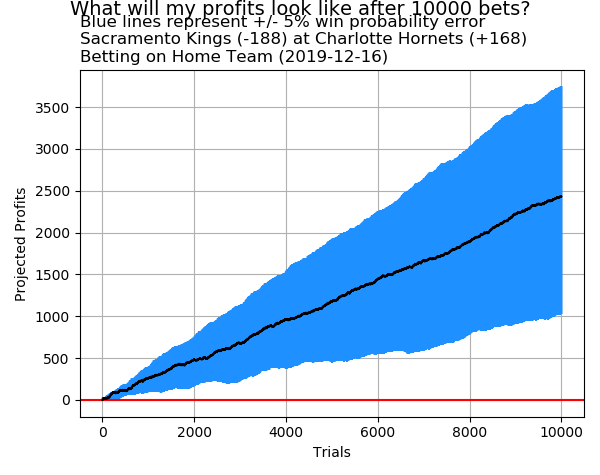 What will my profits look like after 10000 bets?
Blue lines represent +/- 5% win probability error
Sacramento Kings (-188) at Charlotte Hornets (+168)
Betting on Home Team (2019-12-16)
3500
3000
2500
2000
1500
1000
500
0
Projected Profits
0 2000 4000 6000 8000 10000
Trials